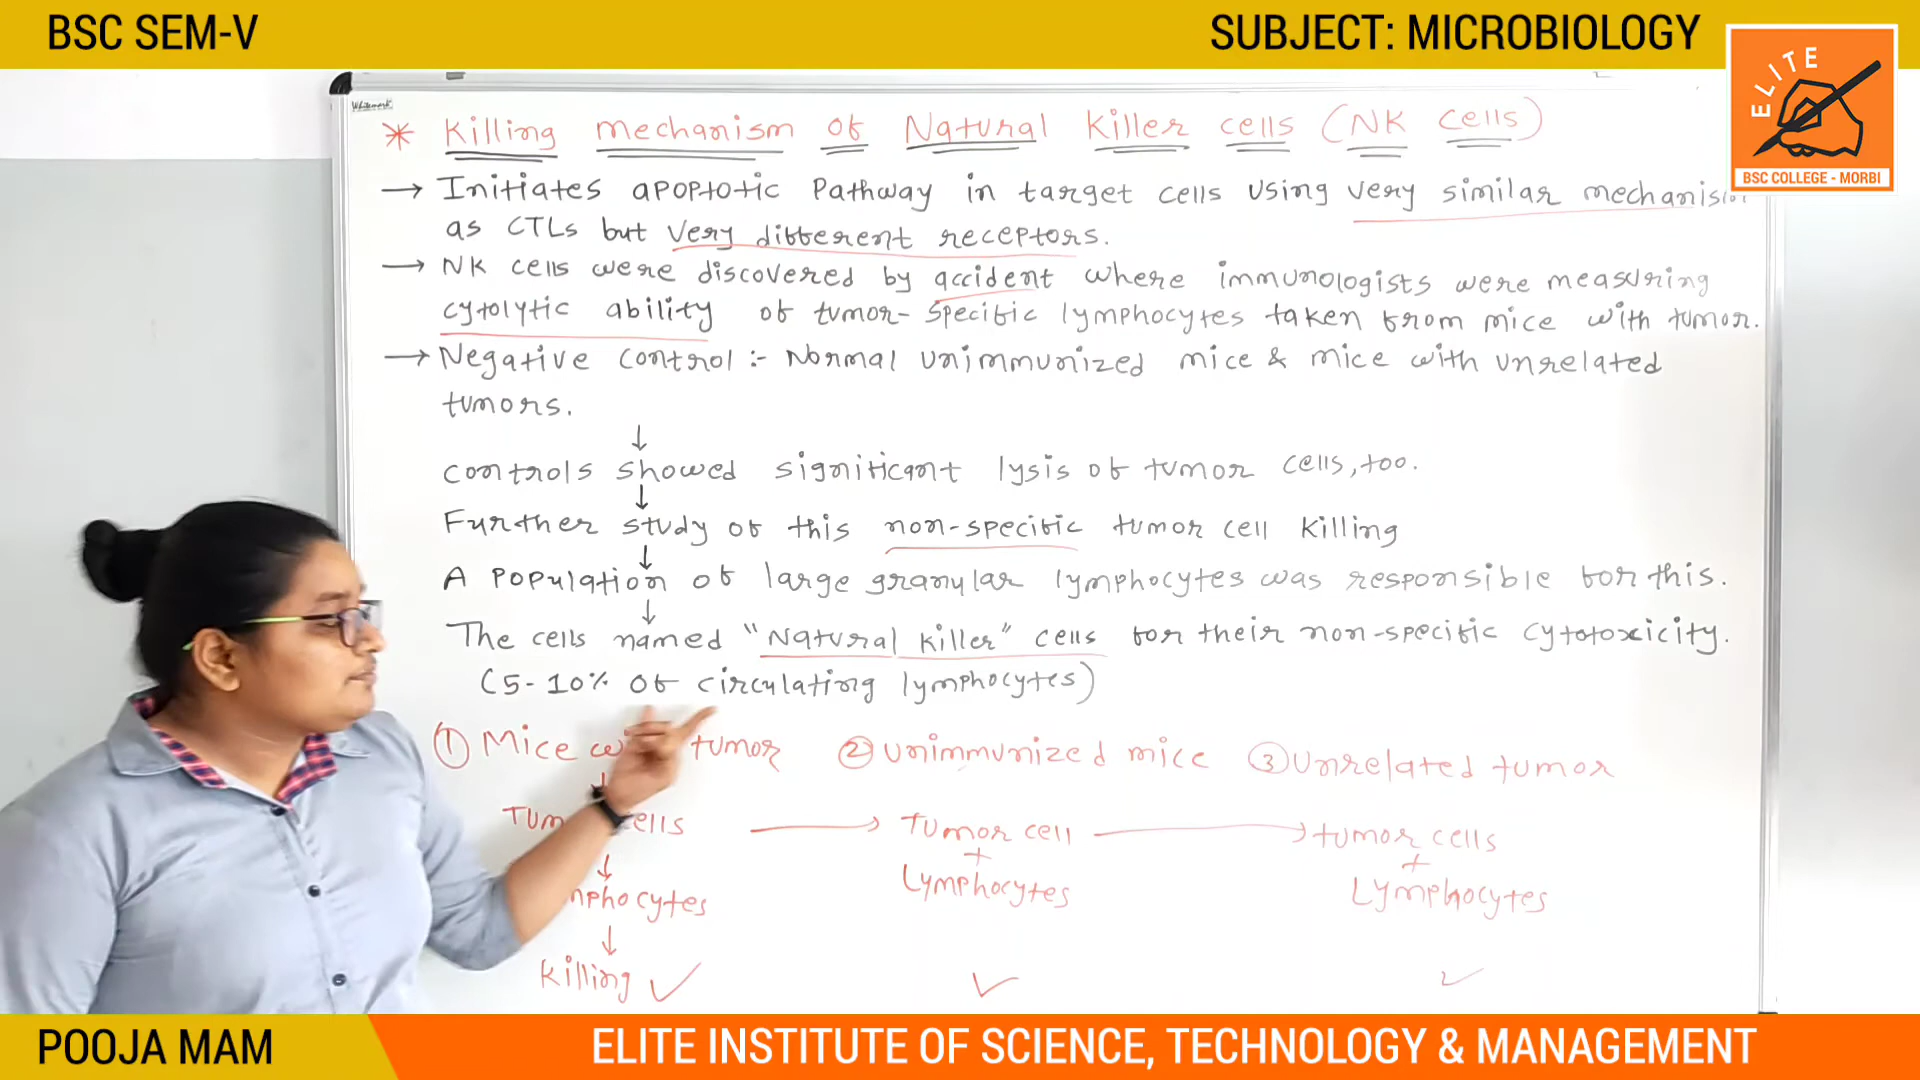 BSC SEM-V
SUBJECT: MICROBIOLOGY
ELITE
BSC COLLEGE - MORBI
Whitemark
* Killing mechanism of Natural Killer cells (NK cells)
→ Initiates apoptotic pathway in target cells using very similar mechanism
as CTLs but very different receptors.
→ NK cells were discovered by accident where immunologists were measuring
cytolytic ability of tumor-specific lymphocytes taken from mice with tumor.
→ Negative control :- Normal unimmunized mice & mice with unrelated
tumors.
↓
controls showed significant lysis of tumor cells, too.
↓
Further study of this non-specific tumor cell killing
↓
A population of large granular lymphocytes was responsible for this.
↓
The cells named "Natural killer" cells for their non-specific cytotoxicity.
(5-10% of circulating lymphocytes)
① Mice tumor ② unimmunized mice ③ unrelated tumor
↓
cells → tumor cell → tumor cells
↓ + +
Lymphocytes Lymphocytes
↓
killing ✓ ✓ ✓
POOJA MAM
ELITE INSTITUTE OF SCIENCE, TECHNOLOGY & MANAGEMENT